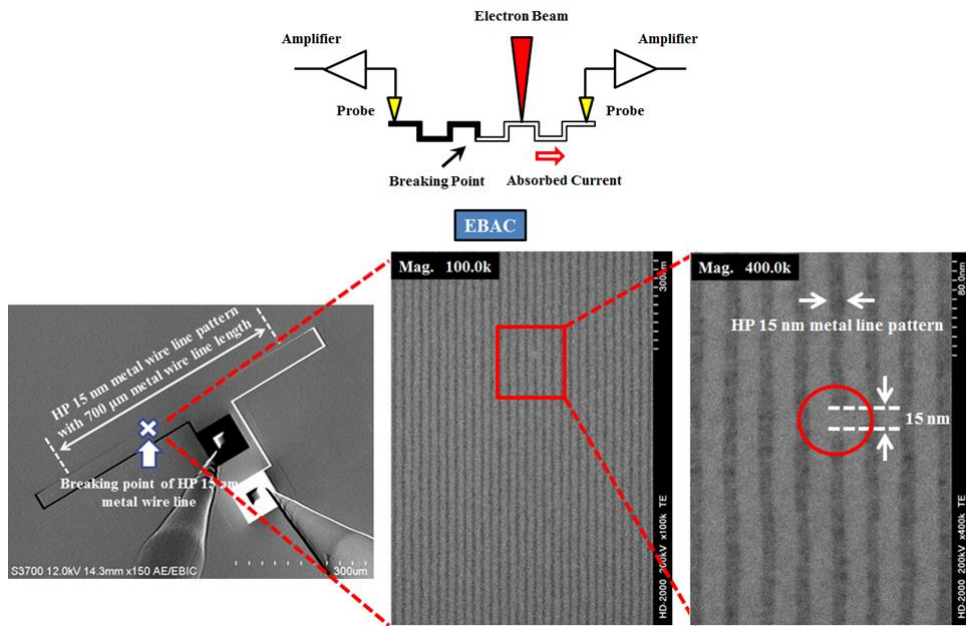 Electron Beam
Amplifier
Amplifier
Probe
Probe
Breaking Point
Absorbed Current
EBAC
Mag. 100.0k
300nm
HD-2000 200kV x100k TE
Mag. 400.0k
80.0nm
HP 15 nm metal line pattern
15 nm
HD-2000 200kV x400k TE
HP 15 nm metal wire line pattern
with 700 μm metal wire line length
Breaking point of HP 15 nm
metal wire line
S3700 12.0kV 14.3mm x150 AE/EBIC
300um